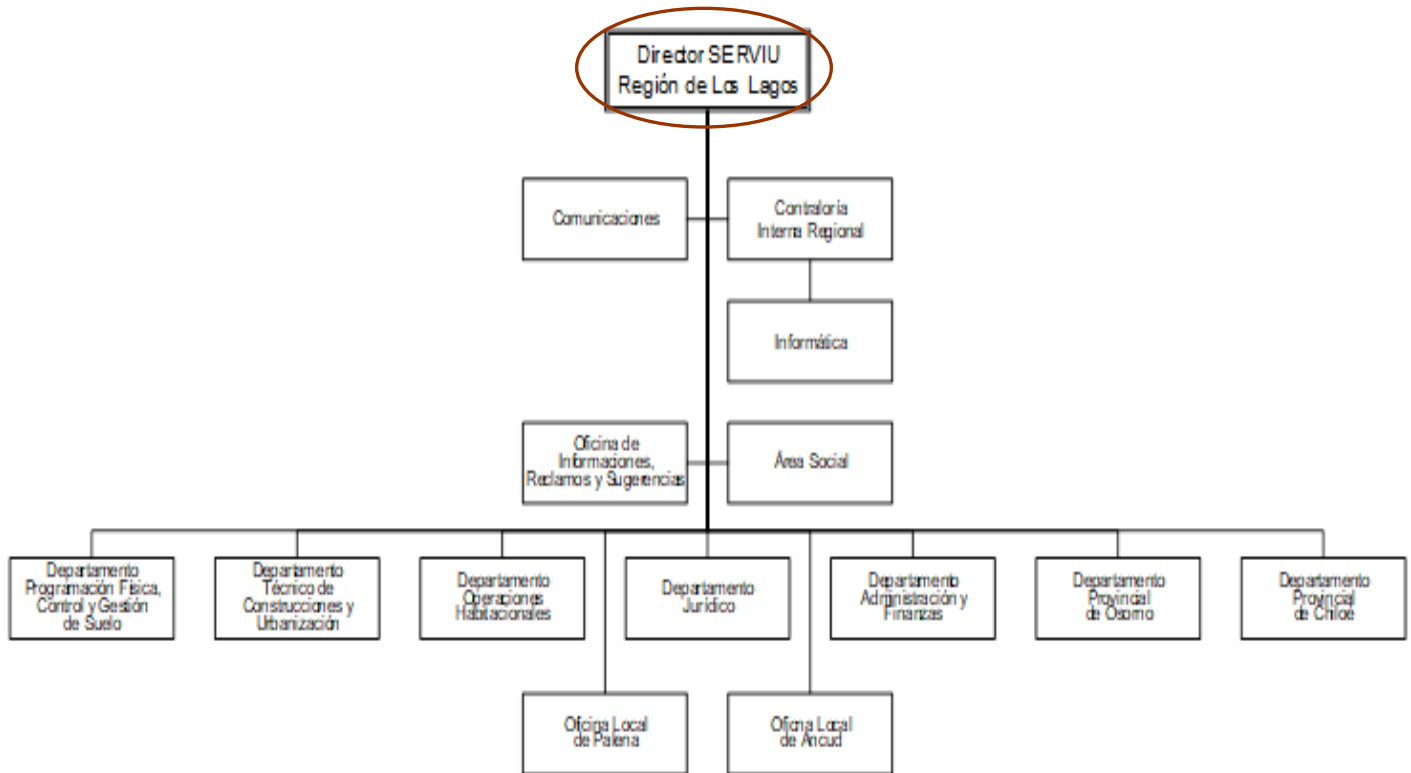 Director SERVIU
Región de Los Lagos
Comunicaciones
Contraloría
Interna Regional
Informática
Oficina de
Informaciones,
Reclamos y Sugerencias
Área Social
Departamento
Programación Física,
Control y Gestión
de Suelo
Departamento
Técnico de
Construcciones y
Urbanización
Departamento
Operaciones
Habitacionales
Departamento
Jurídico
Departamento
Administración y
Finanzas
Departamento
Provincial
de Osorno
Departamento
Provincial
de Chiloé
Oficina Local
de Palena
Oficina Local
de Ancud